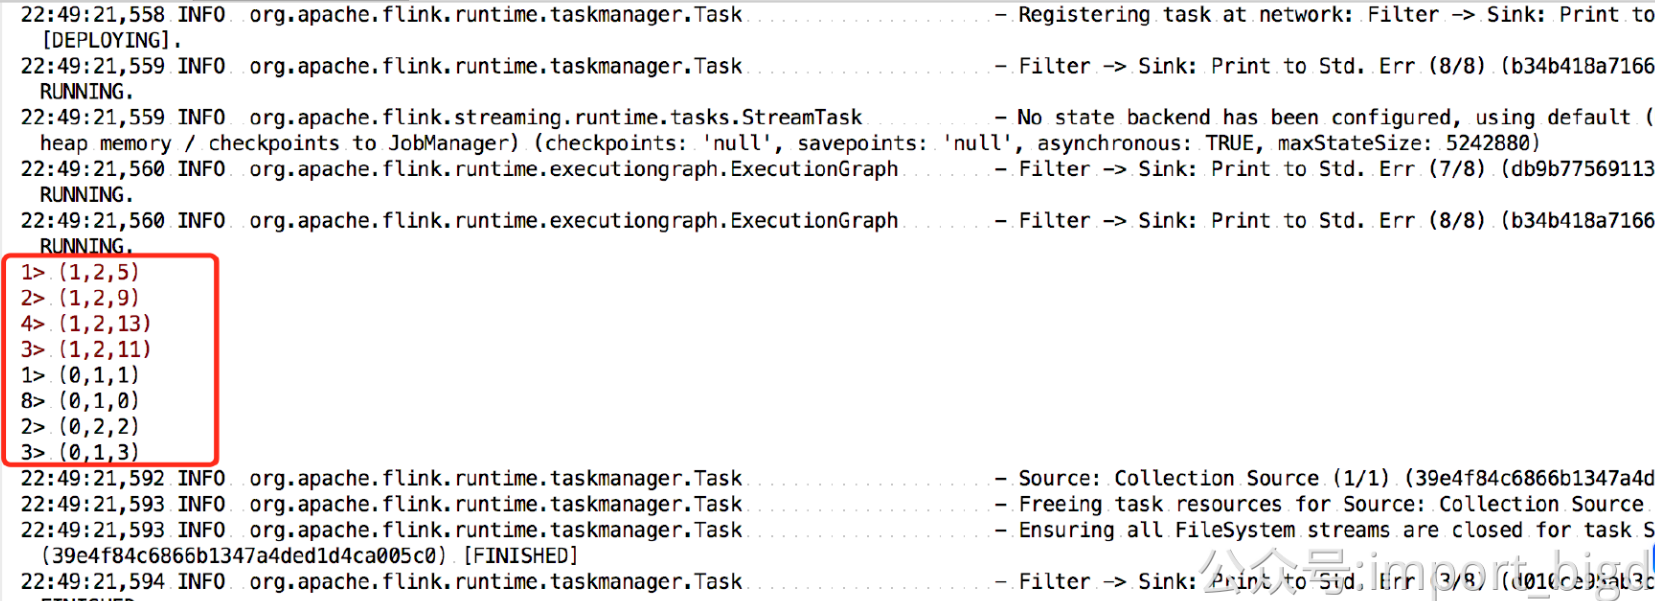 22:49:21,558 INFO  org.apache.flink.runtime.taskmanager.Task                     - Registering task at network: Filter -> Sink: Print to
[DEPLOYING].
22:49:21,559 INFO  org.apache.flink.runtime.taskmanager.Task                     - Filter -> Sink: Print to Std. Err (8/8) (b34b418a7166
RUNNING.
22:49:21,559 INFO  org.apache.flink.streaming.runtime.tasks.StreamTask           - No state backend has been configured, using default (
heap memory / checkpoints to JobManager) (checkpoints: 'null', savepoints: 'null', asynchronous: TRUE, maxStateSize: 5242880)
22:49:21,560 INFO  org.apache.flink.runtime.executiongraph.ExecutionGraph        - Filter -> Sink: Print to Std. Err (7/8) (db9b77569113
RUNNING.
22:49:21,560 INFO  org.apache.flink.runtime.executiongraph.ExecutionGraph        - Filter -> Sink: Print to Std. Err (8/8) (b34b418a7166
RUNNING.
1> (1,2,5)
2> (1,2,9)
4> (1,2,13)
3> (1,2,11)
1> (0,1,1)
8> (0,1,0)
2> (0,2,2)
3> (0,1,3)
22:49:21,592 INFO  org.apache.flink.runtime.taskmanager.Task                     - Source: Collection Source (1/1) (39e4f84c6866b1347a4d
22:49:21,593 INFO  org.apache.flink.runtime.taskmanager.Task                     - Freeing task resources for Source: Collection Source
22:49:21,593 INFO  org.apache.flink.runtime.taskmanager.Task                     - Ensuring all FileSystem streams are closed for task S
(39e4f84c6866b1347a4ded1d4ca005c0) [FINISHED]
22:49:21,594 INFO  org.apache.flink.runtime.taskmanager.Task                     - Filter -> Sink: Print to Std. Err (3/8) (d010ce95ab3c
公众号:import_bigd